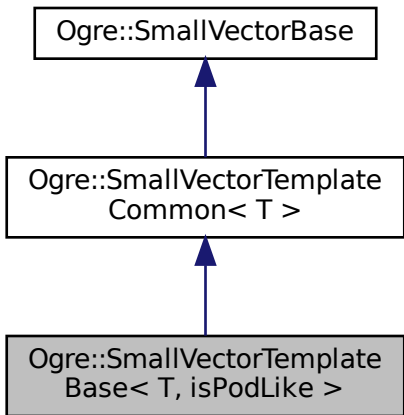 Ogre::SmallVectorBase
Ogre::SmallVectorTemplate
Common< T >
Ogre::SmallVectorTemplate
Base< T, isPodLike >